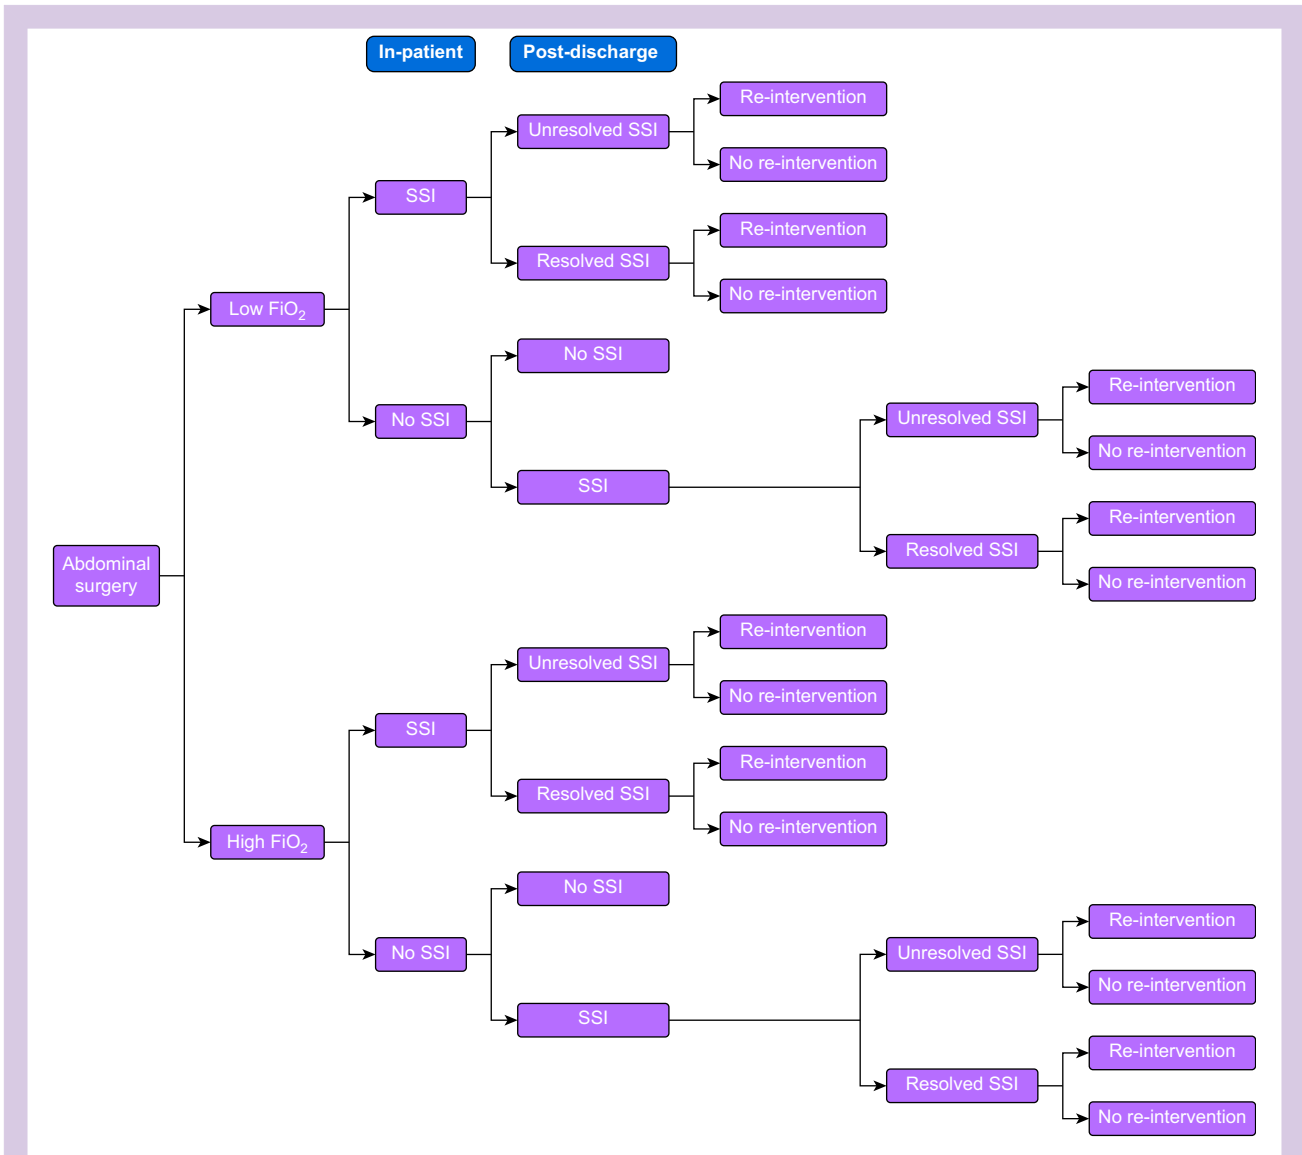 In-patient
Post-discharge
Re-intervention
Unresolved SSI
No re-intervention
SSI
Re-intervention
Resolved SSI
No re-intervention
Low FiO₂
No SSI
Re-intervention
No SSI
Unresolved SSI
No re-intervention
SSI
Re-intervention
Resolved SSI
No re-intervention
Abdominal
surgery
Re-intervention
Unresolved SSI
No re-intervention
SSI
Re-intervention
Resolved SSI
No re-intervention
High FiO₂
No SSI
Re-intervention
No SSI
Unresolved SSI
No re-intervention
SSI
Re-intervention
Resolved SSI
No re-intervention